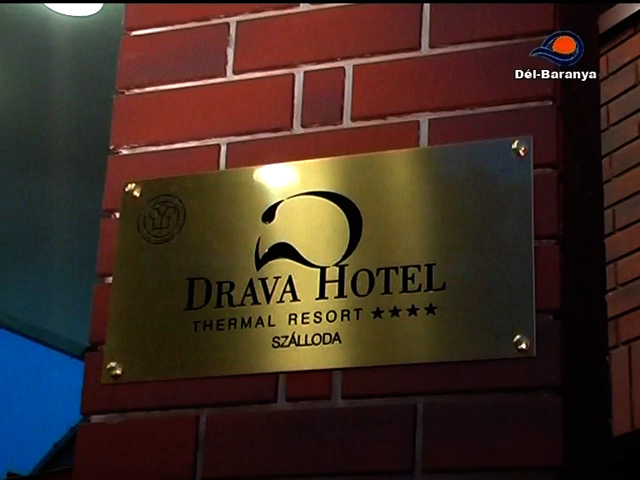 Dél-Baranya
DRAVA HOTEL
THERMAL RESORT ★★★★
SZÁLLODA